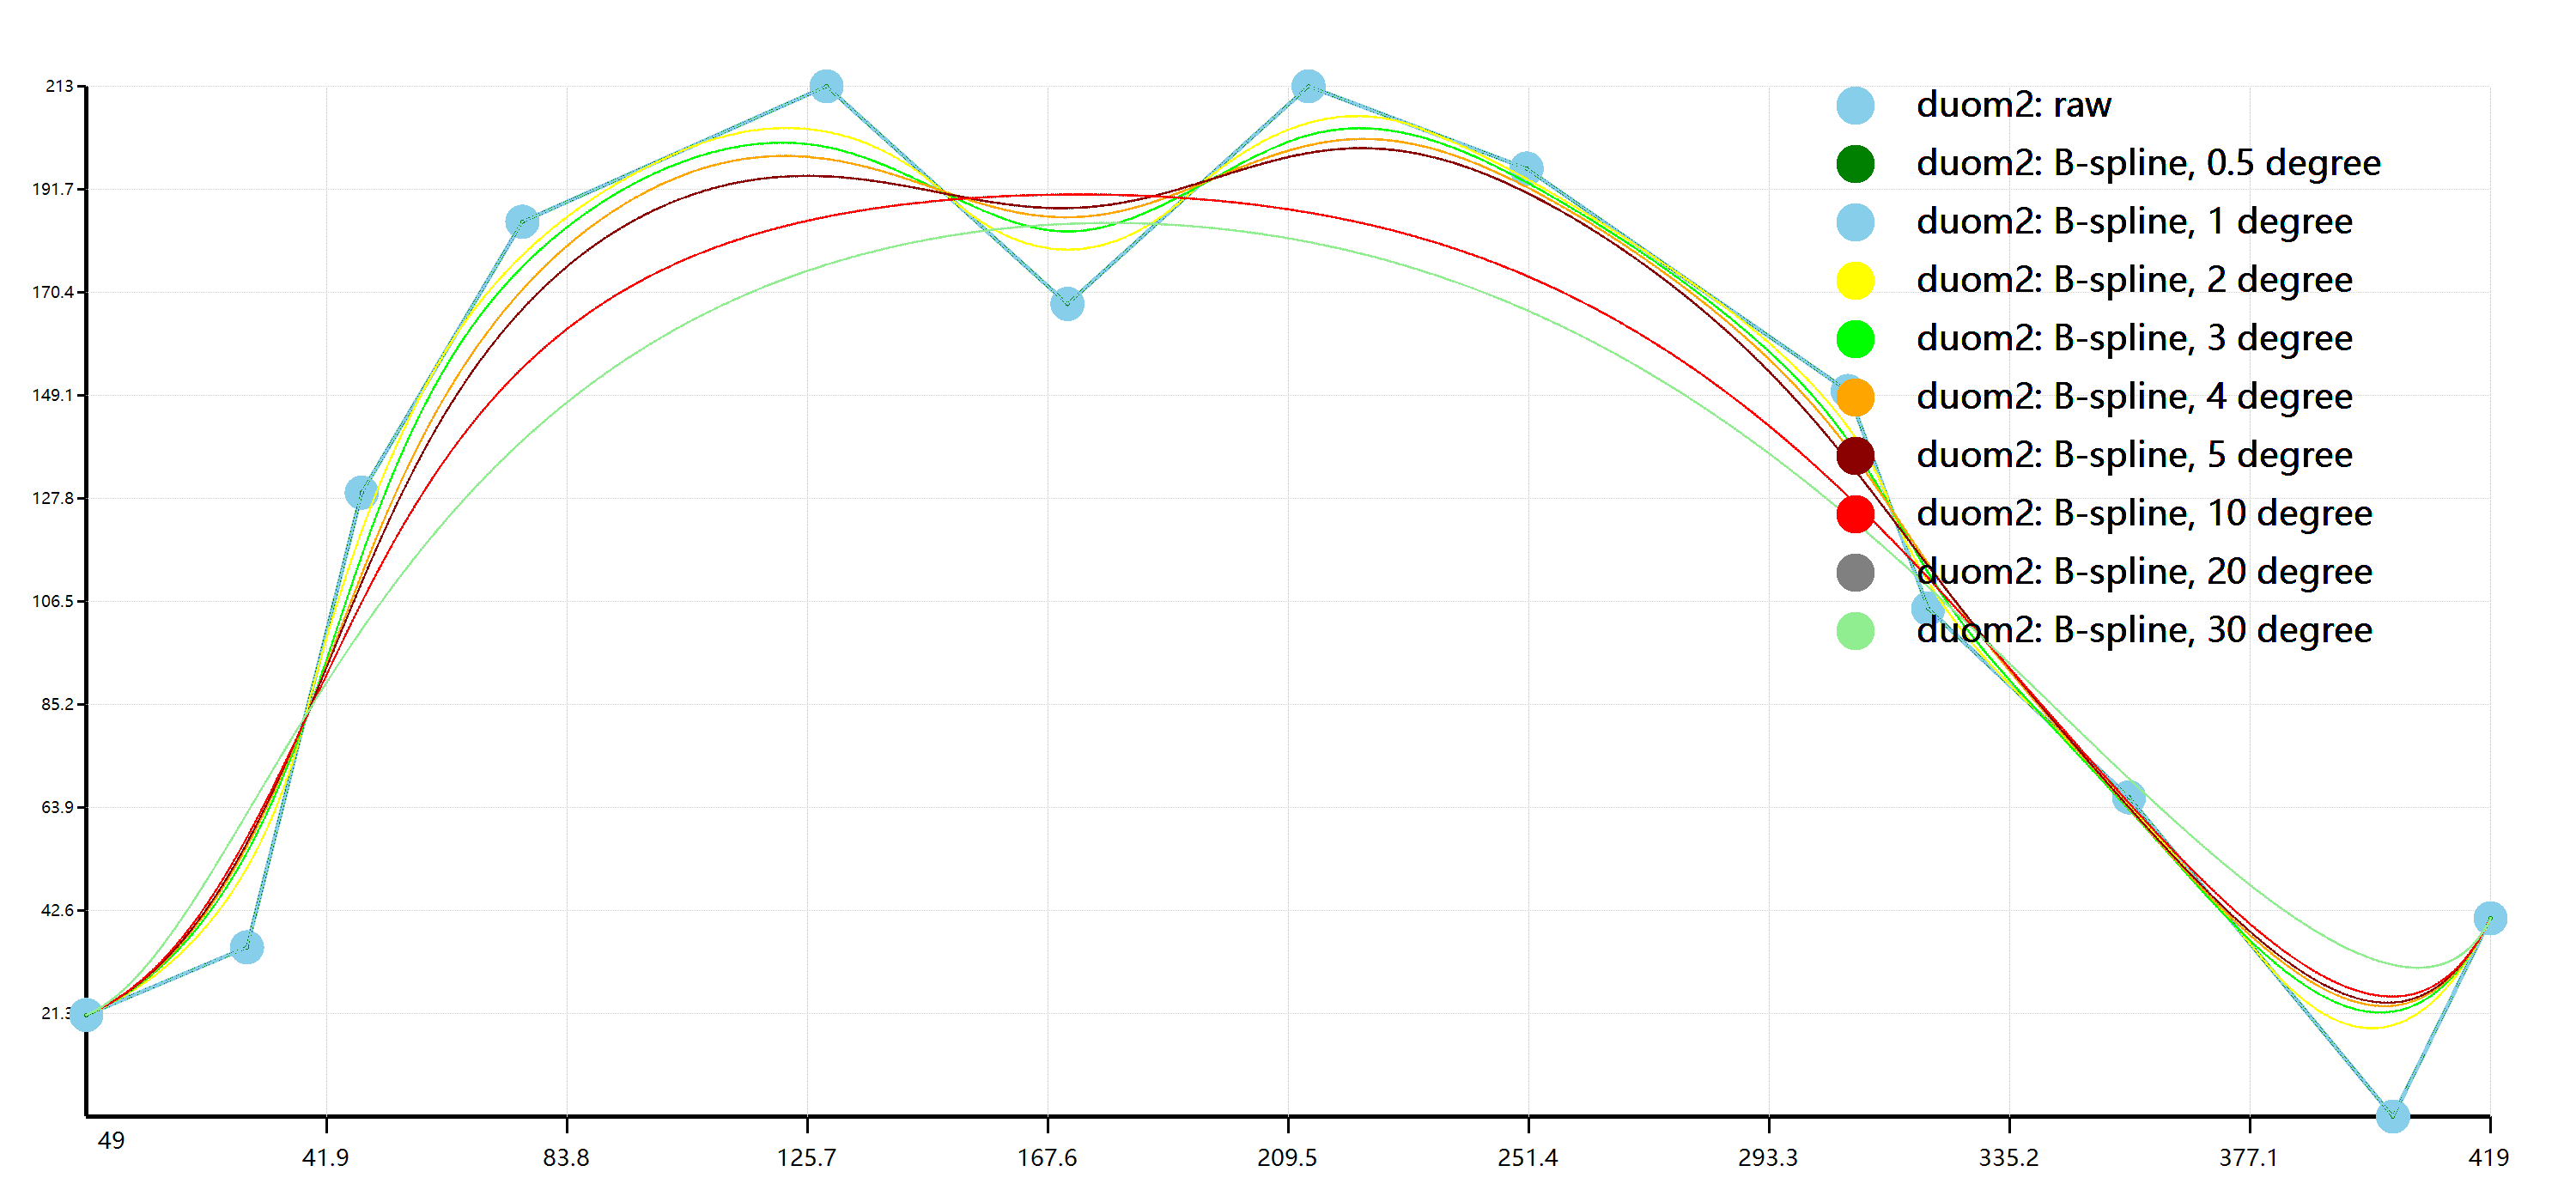 213
191.7
170.4
149.1
127.8
106.5
85.2
63.9
42.6
21.3
49
41.9
83.8
125.7
167.6
209.5
251.4
293.3
335.2
377.1
419
duom2: raw
duom2: B-spline, 0.5 degree
duom2: B-spline, 1 degree
duom2: B-spline, 2 degree
duom2: B-spline, 3 degree
duom2: B-spline, 4 degree
duom2: B-spline, 5 degree
duom2: B-spline, 10 degree
duom2: B-spline, 20 degree
duom2: B-spline, 30 degree